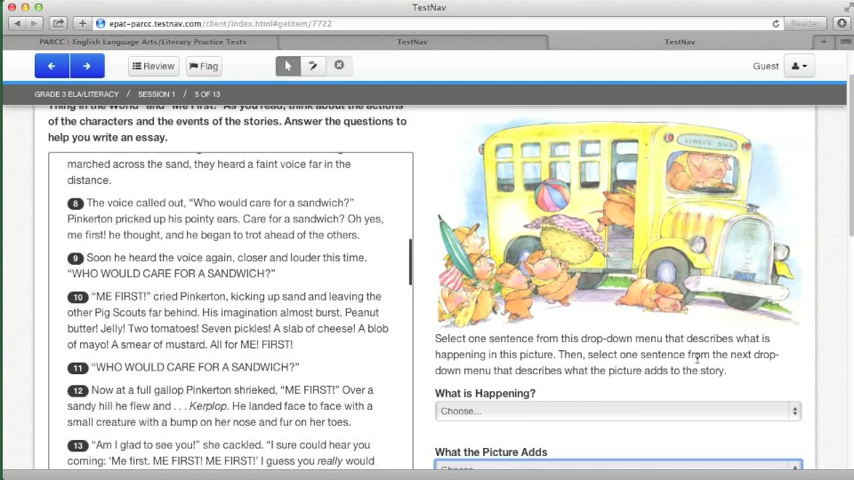 TestNav
epat-parcc.testnav.com/client/index.html#getitem/7722
Reader
PARCC | English Language Arts/Literacy Practice Tests
TestNav
TestNav
Review
Flag
Guest
GRADE 3 ELA/LITERACY / SESSION 1 / 5 OF 13
Thing in the World" and "Me First." As you read, think about the actions
of the characters and the events of the stories. Answer the questions to
help you write an essay.
marched across the sand, they heard a faint voice far in the
distance.
8 The voice called out, “Who would care for a sandwich?”
Pinkerton pricked up his pointy ears. Care for a sandwich? Oh yes,
me first! he thought, and he began to trot ahead of the others.
9 Soon he heard the voice again, closer and louder this time.
“WHO WOULD CARE FOR A SANDWICH?”
10 “ME FIRST!” cried Pinkerton, kicking up sand and leaving the
other Pig Scouts far behind. His imagination almost burst. Peanut
butter! Jelly! Two tomatoes! Seven pickles! A slab of cheese! A blob
of mayo! A smear of mustard. All for ME! FIRST!
11 “WHO WOULD CARE FOR A SANDWICH?”
12 Now at a full gallop Pinkerton shrieked, “ME FIRST!” Over a
sandy hill he flew and . . . Kerplop. He landed face to face with a
small creature with a bump on her nose and fur on her toes.
13 “Am I glad to see you!” she cackled. “I sure could hear you
coming: ‘Me first. ME FIRST! ME FIRST!’ I guess you really would
Select one sentence from this drop-down menu that describes what is
happening in this picture. Then, select one sentence from the next drop-
down menu that describes what the picture adds to the story.
What is Happening?
Choose...
What the Picture Adds
Choose...